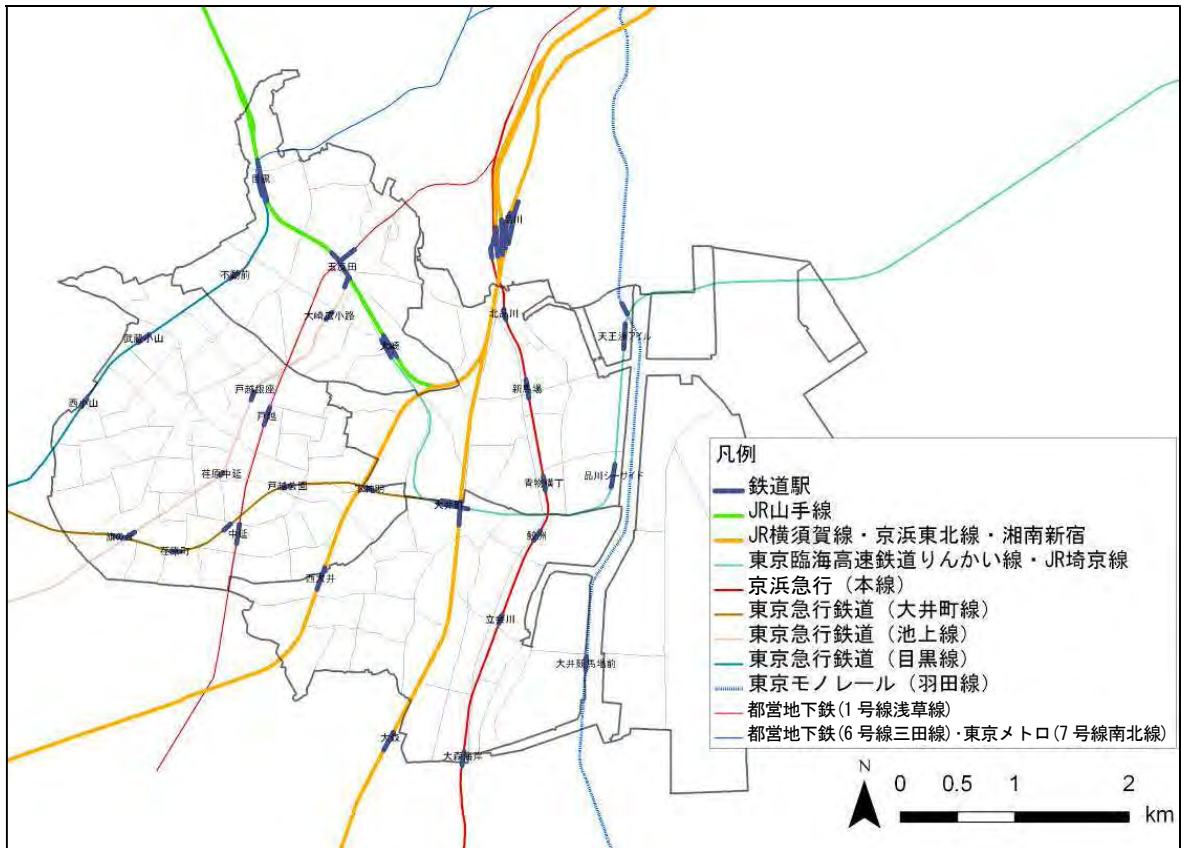 目黒
品川
五反田
不動前
大崎広小路
北品川
天王洲アイル
武蔵小山
大崎
戸越銀座
新馬場
西小山
戸越
荏原中延
戸越公園
下神明
青物横丁
品川シーサイド
大井町
旗の台
荏原町
中延
鮫洲
西大井
立会川
大井競馬場前
大森
大森海岸
凡例
鉄道駅
JR山手線
JR横須賀線・京浜東北線・湘南新宿
東京臨海高速鉄道りんかい線・JR埼京線
京浜急行（本線）
東京急行鉄道（大井町線）
東京急行鉄道（池上線）
東京急行鉄道（目黒線）
東京モノレール（羽田線）
都営地下鉄(1号線浅草線)
都営地下鉄(6号線三田線)･東京メトロ(7号線南北線)
N
0 0.5 1 2
km